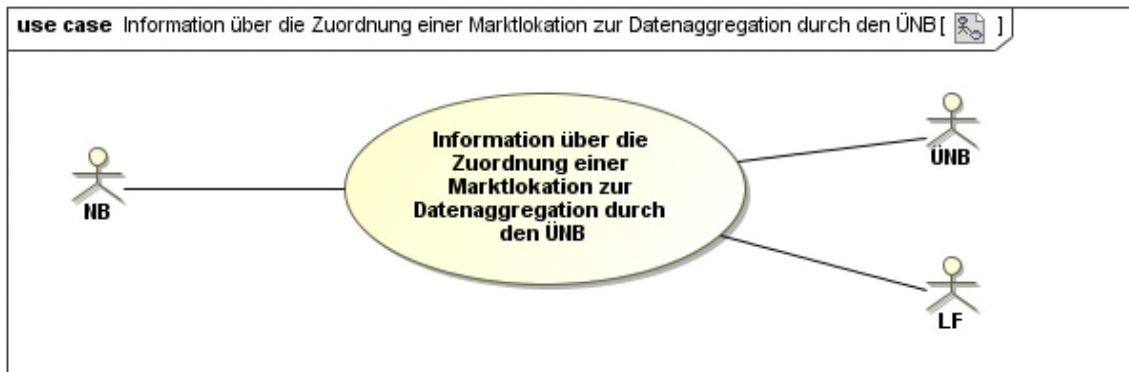 use case Information über die Zuordnung einer Marktlokation zur Datenaggregation durch den ÜNB [ ]
Information über die
Zuordnung einer
Marktlokation zur
Datenaggregation durch
den ÜNB
NB
ÜNB
LF